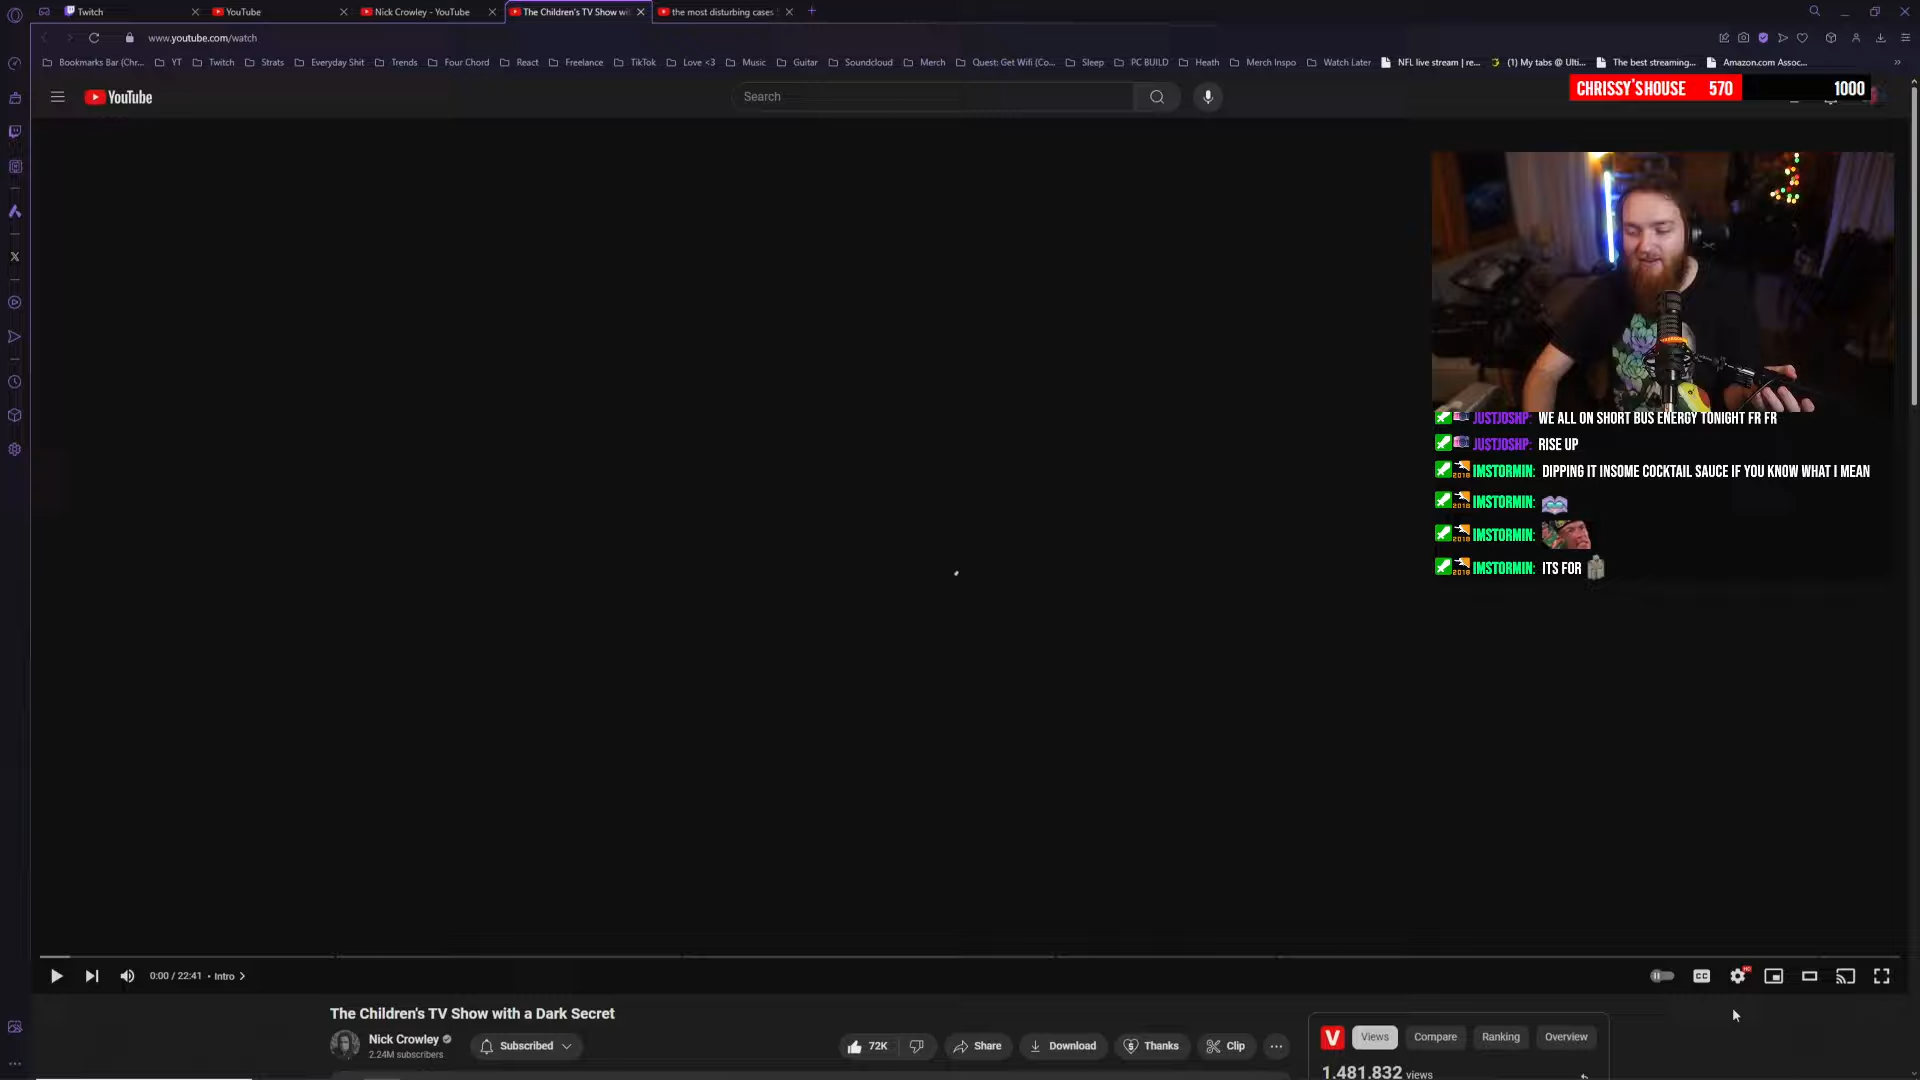 Twitch
YouTube
Nick Crowley - YouTube
The Children's TV Show wi
the most disturbing cases
www.youtube.com/watch
Bookmarks Bar (Chr...
YT
Twitch
Strats
Everyday Shit
Trends
Four Chord
React
Freelance
TikTok
Love <3
Music
Guitar
Soundcloud
Merch
Quest: Get Wifi (Co...
Sleep
PC BUILD
Heath
Merch Inspo
Watch Later
NFL live stream | re...
(1) My tabs @ Ulti...
The best streaming...
Amazon.com Assoc...
YouTube
Search
CHRISSY'SHOUSE 570 1000
JUSTJOSHP: WE ALL ON SHORT BUS ENERGY TONIGHT FR FR
JUSTJOSHP: RISE UP
2018 IMSTORMIN: DIPPING IT INSOME COCKTAIL SAUCE IF YOU KNOW WHAT I MEAN
2018 IMSTORMIN:
2018 IMSTORMIN:
2018 IMSTORMIN: ITS FOR
0:00 / 22:41 • Intro
CC
HD
The Children's TV Show with a Dark Secret
Nick Crowley
2.24M subscribers
Subscribed
72K
Share
Download
Thanks
Clip
V
Views
Compare
Ranking
Overview
1.481.832 views